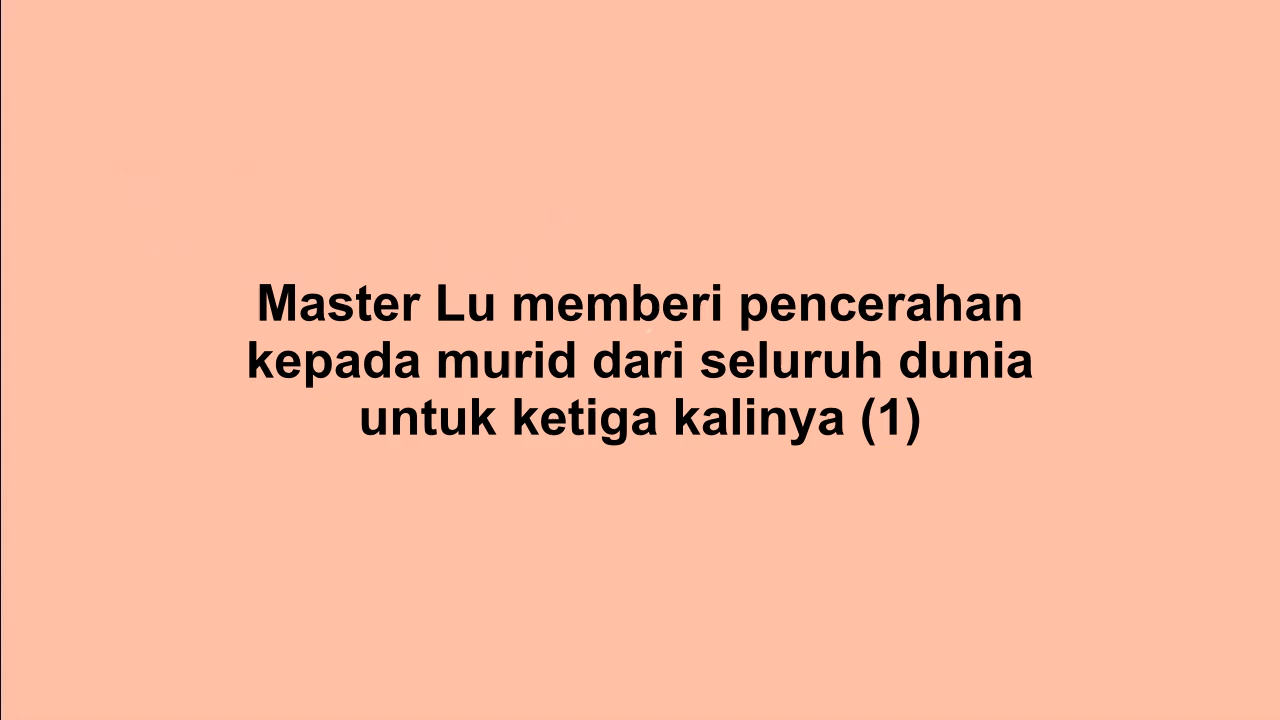 Master Lu memberi pencerahan
kepada murid dari seluruh dunia
untuk ketiga kalinya (1)